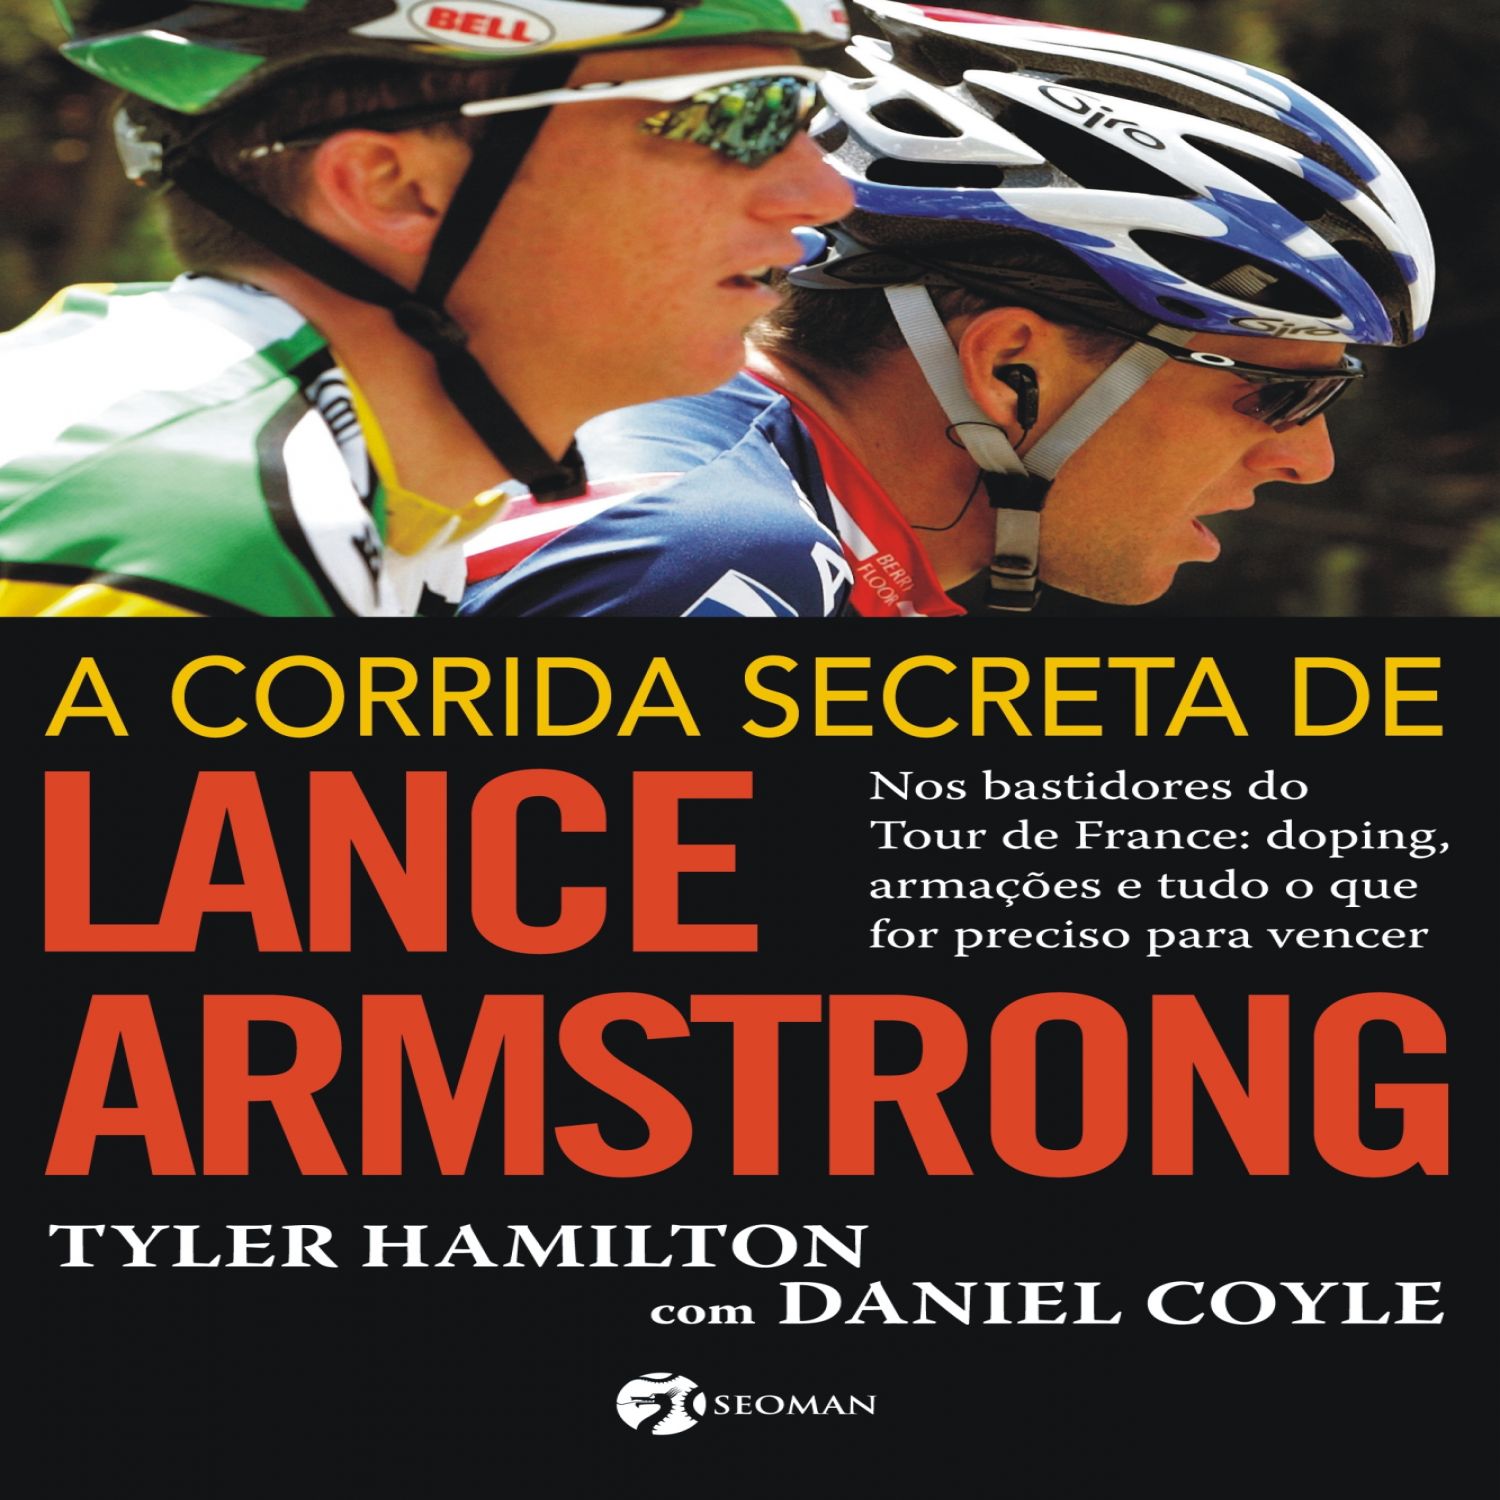 BELL
Giro
Giro
BERRY
FLOOR
A CORRIDA SECRETA DE
LANCE
ARMSTRONG
Nos bastidores do
Tour de France: doping,
armações e tudo o que
for preciso para vencer
TYLER HAMILTON
com DANIEL COYLE
SEOMAN